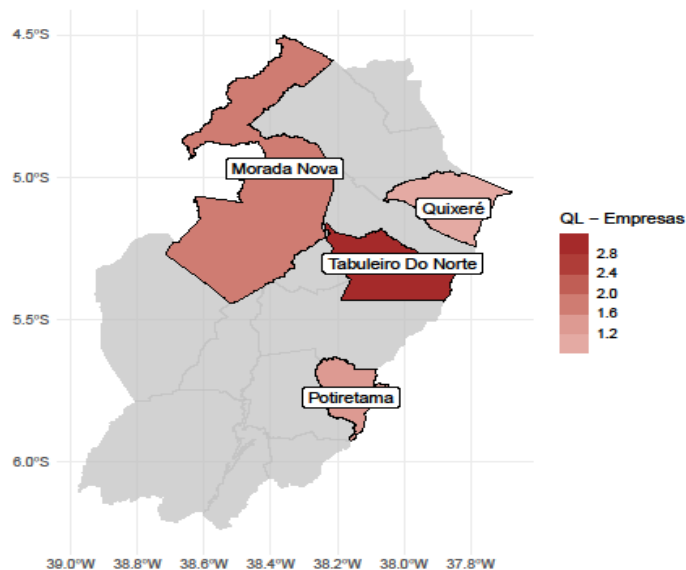 4.5°S
5.0°S
5.5°S
6.0°S
Morada Nova
Quixeré
Tabuleiro Do Norte
Potiretama
QL – Empresas
2.8
2.4
2.0
1.6
1.2
39.0°W 38.8°W 38.6°W 38.4°W 38.2°W 38.0°W 37.8°W